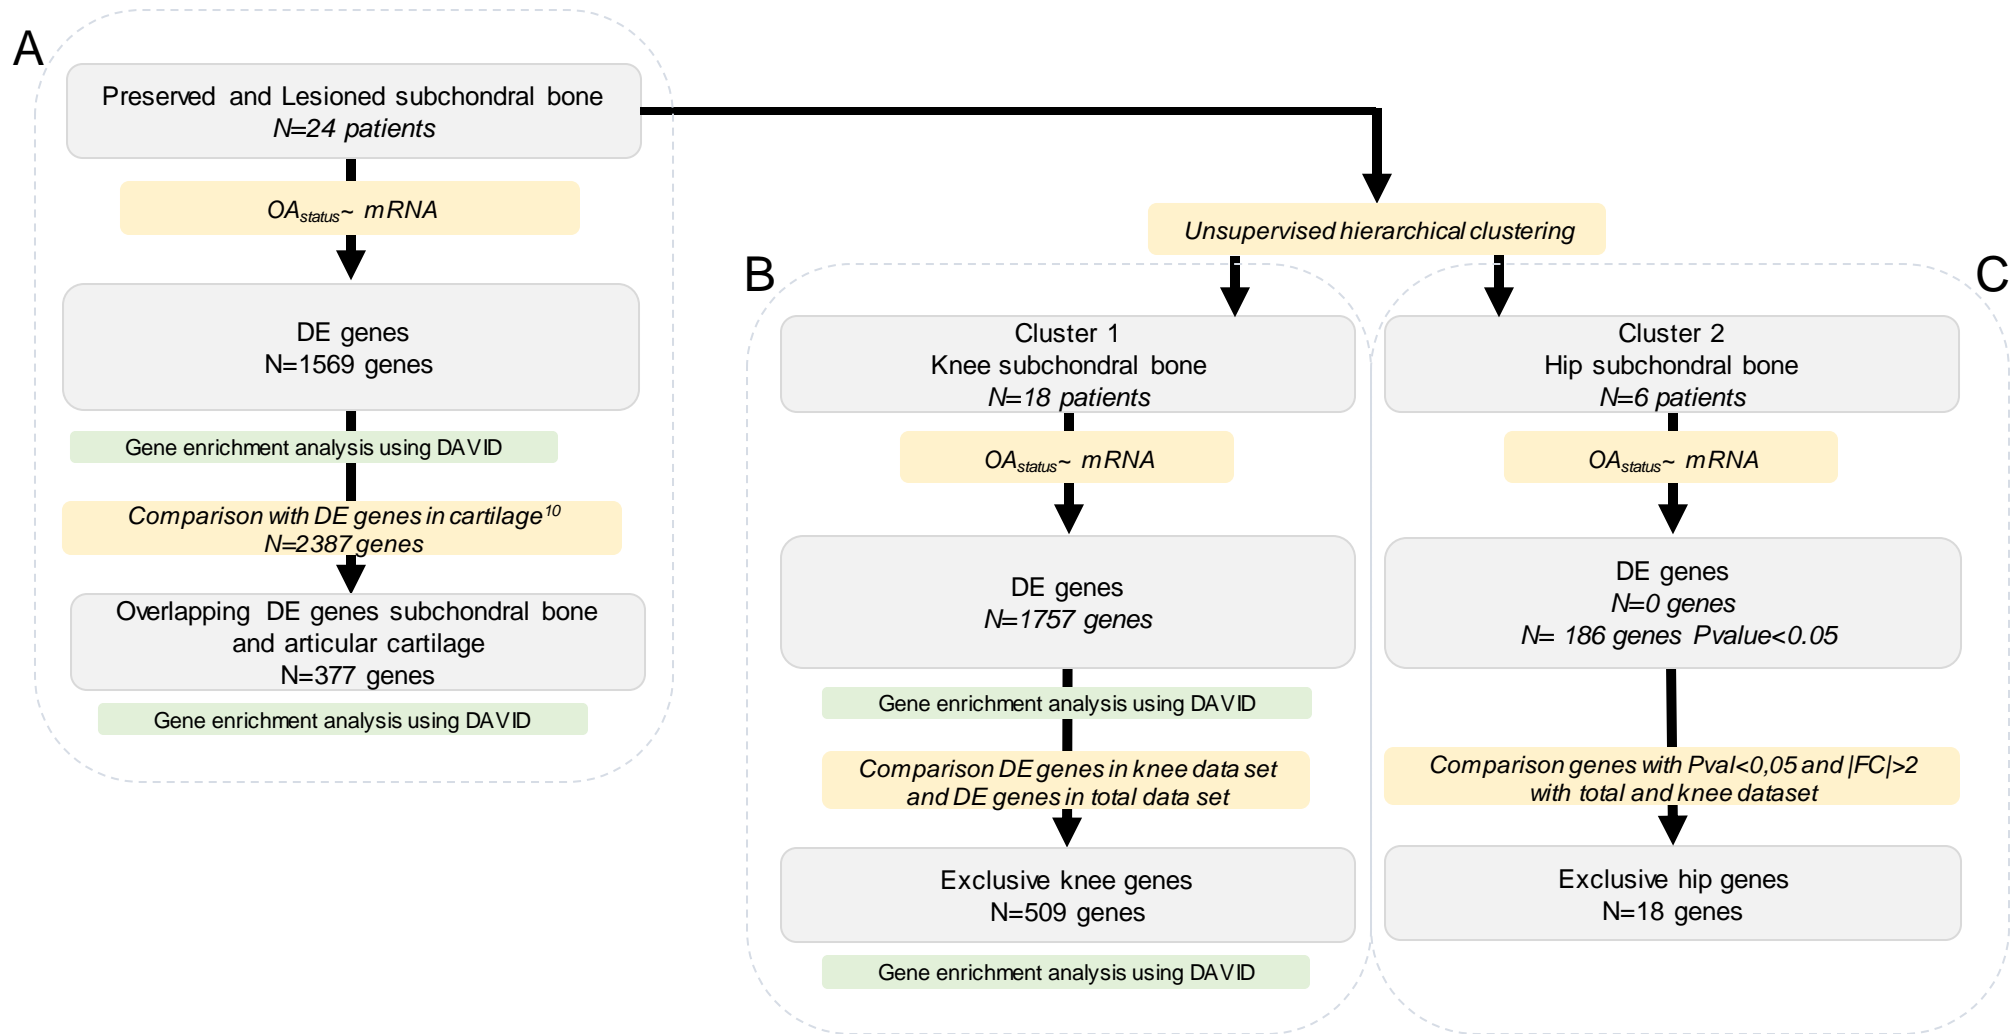 A
Preserved and Lesioned subchondral bone
N=24 patients
OAstatus~ mRNA
DE genes
N=1569 genes
Gene enrichment analysis using DAVID
Comparison with DE genes in cartilage10
N=2387 genes
Overlapping DE genes subchondral bone
and articular cartilage
N=377 genes
Gene enrichment analysis using DAVID
Unsupervised hierarchical clustering
B
Cluster 1
Knee subchondral bone
N=18 patients
OAstatus~ mRNA
DE genes
N=1757 genes
Gene enrichment analysis using DAVID
Comparison DE genes in knee data set
and DE genes in total data set
Exclusive knee genes
N=509 genes
Gene enrichment analysis using DAVID
C
Cluster 2
Hip subchondral bone
N=6 patients
OAstatus~ mRNA
DE genes
N=0 genes
N= 186 genes Pvalue<0.05
Comparison genes with Pval<0,05 and |FC|>2
with total and knee dataset
Exclusive hip genes
N=18 genes